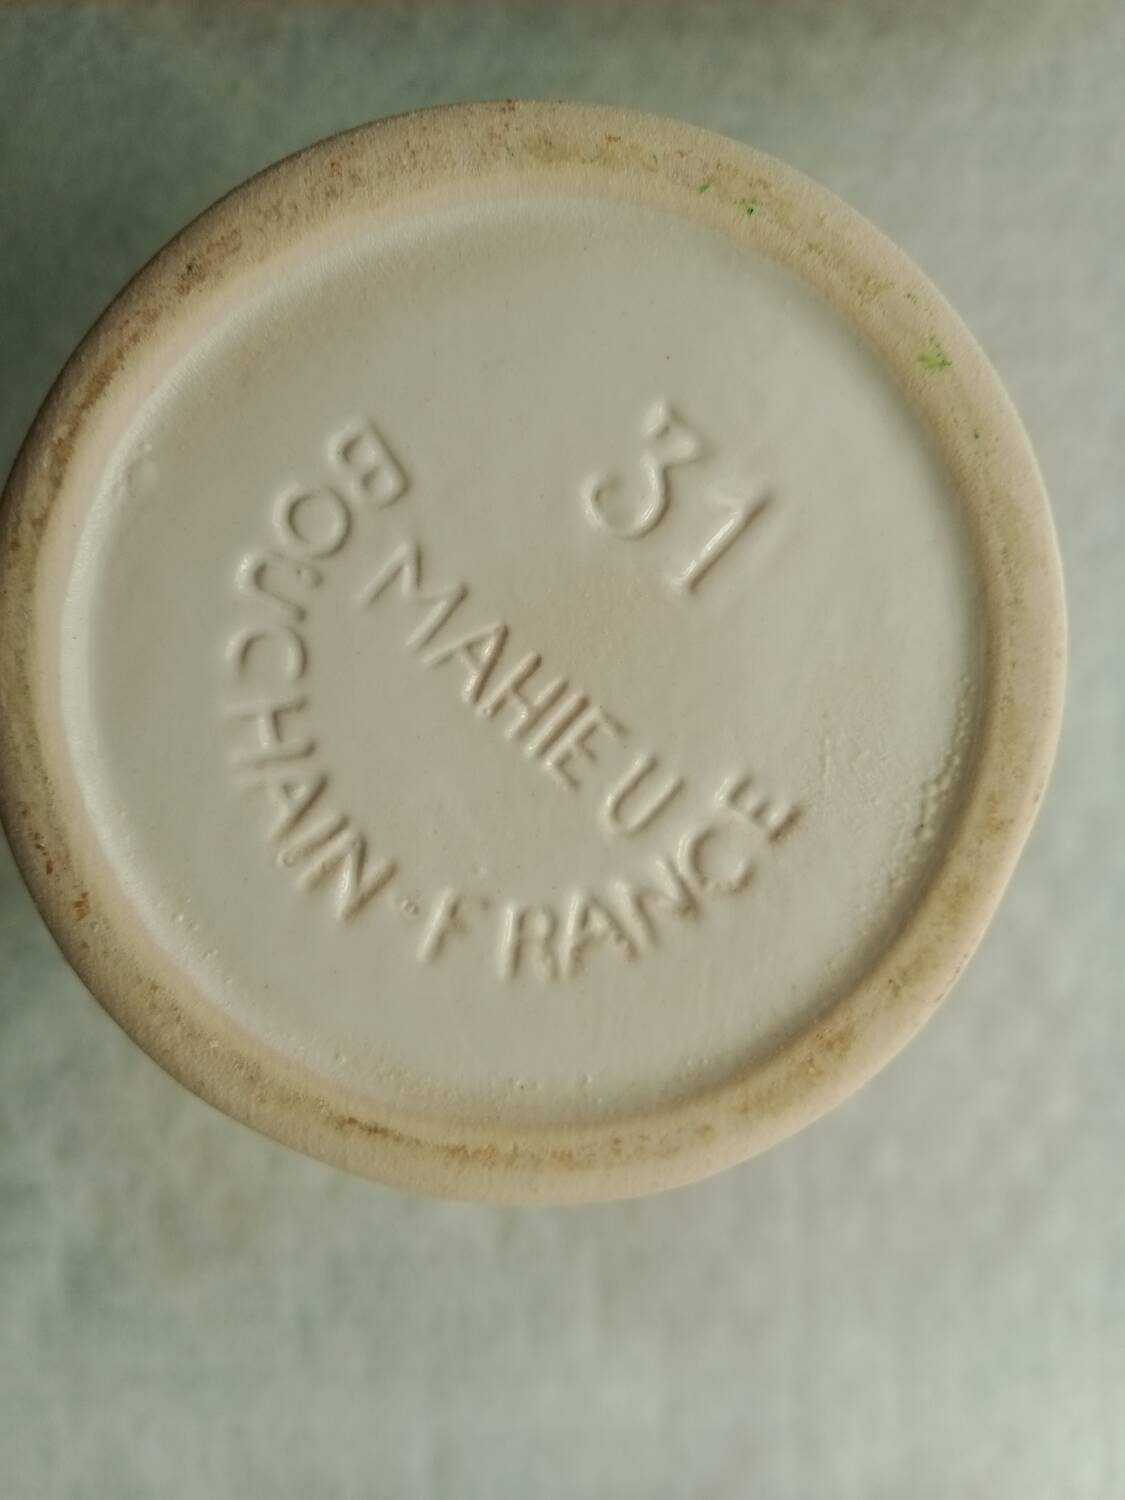 31
MAHIEU
BOUCHAIN · FRANCE